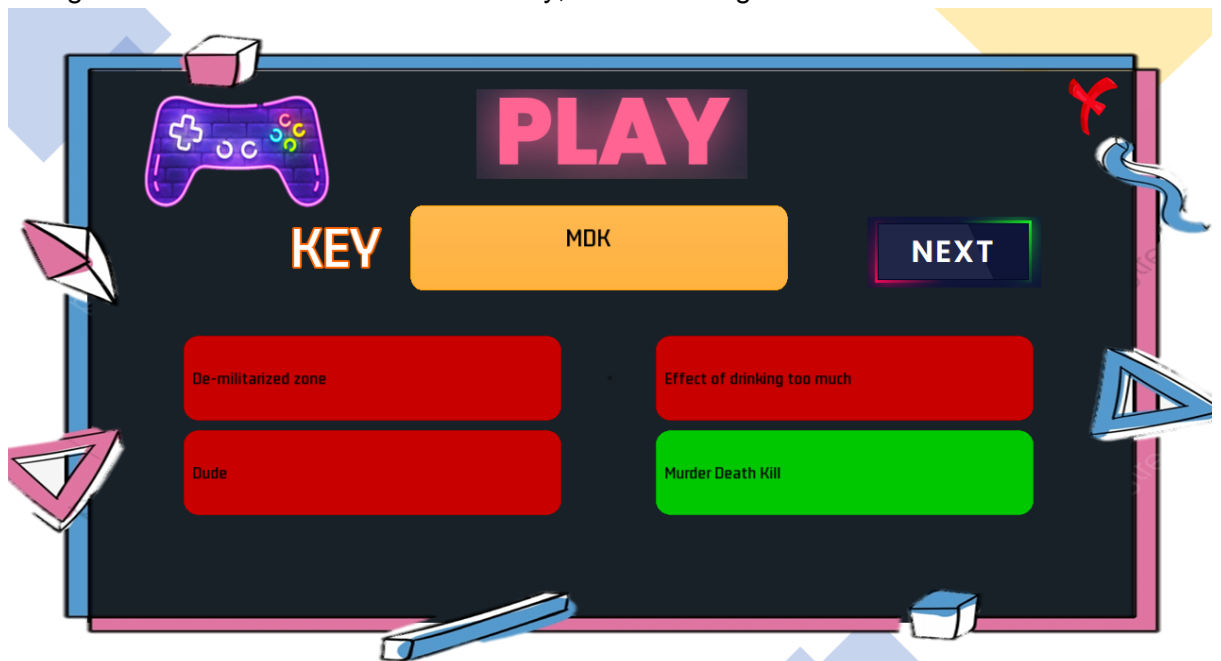 PLAY
KEY
MDK
NEXT
De-militarized zone
Effect of drinking too much
Dude
Murder Death Kill